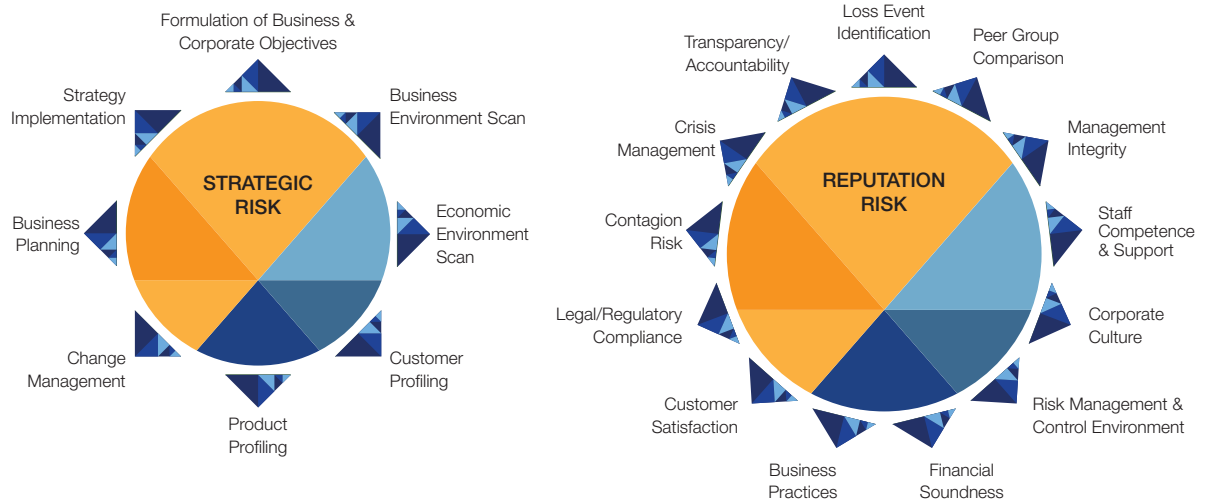 Formulation of Business &
Corporate Objectives
Strategy
Implementation
Business
Environment Scan
STRATEGIC
RISK
Business
Planning
Economic
Environment
Scan
Change
Management
Customer
Profiling
Product
Profiling
Loss Event
Identification
Transparency/
Accountability
Peer Group
Comparison
Crisis
Management
Management
Integrity
REPUTATION
RISK
Contagion
Risk
Staff
Competence
& Support
Legal/Regulatory
Compliance
Corporate
Culture
Customer
Satisfaction
Risk Management &
Control Environment
Business
Practices
Financial
Soundness